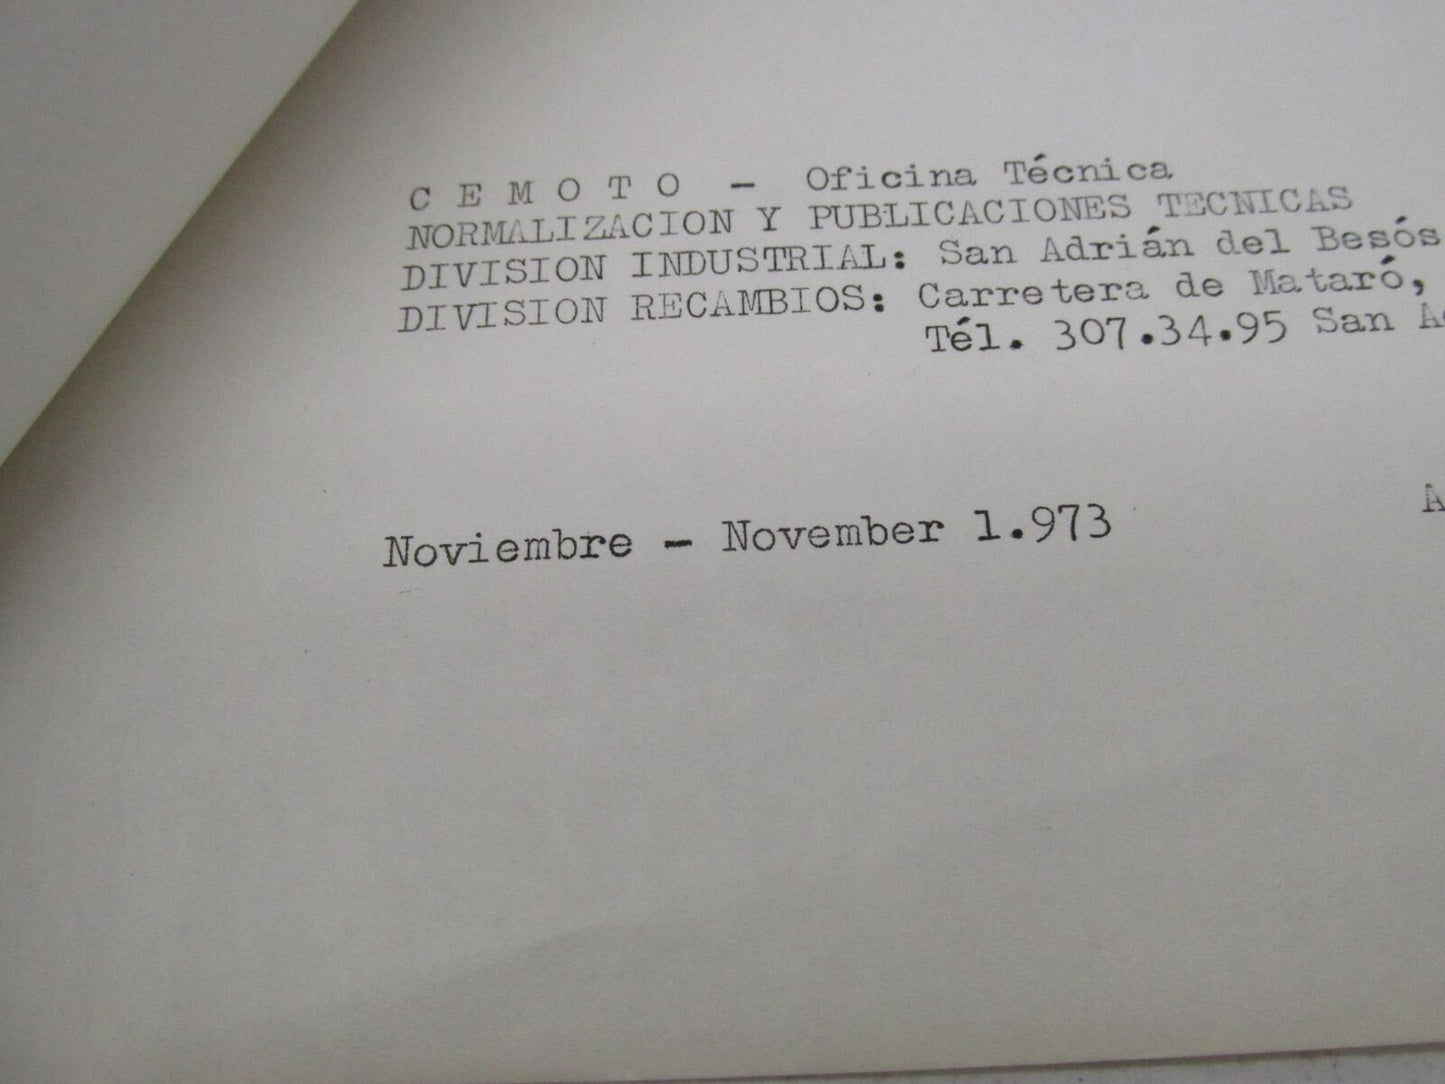 C E M O T O - Oficina Técnica
NORMALIZACION Y PUBLICACIONES TECNICAS
DIVISION INDUSTRIAL: San Adrián del Besós
DIVISION RECAMBIOS: Carretera de Mataró,
Tél. 307.34.95 San
Noviembre - November 1.973